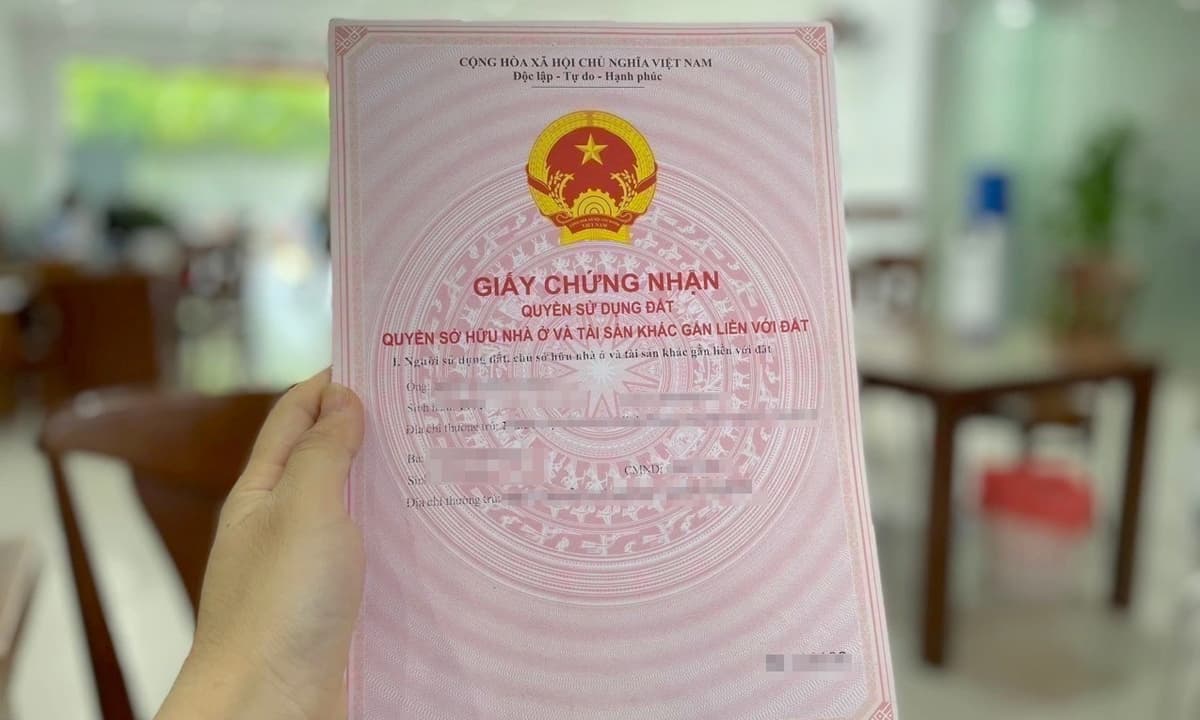 CỘNG HÒA XÃ HỘI CHỦ NGHĨA VIỆT NAM
Độc lập - Tự do - Hạnh phúc
VIỆT NAM
GIẤY CHỨNG NHẬN
QUYỀN SỬ DỤNG ĐẤT
QUYỀN SỞ HỮU NHÀ Ở VÀ TÀI SẢN KHÁC GẮN LIỀN VỚI ĐẤT
I. Người sử dụng đất, chủ sở hữu nhà ở và tài sản khác gắn liền với đất
Ông:
Sinh
Địa chỉ thường trú:
Bà:
CMND:
Địa chỉ thường trú: